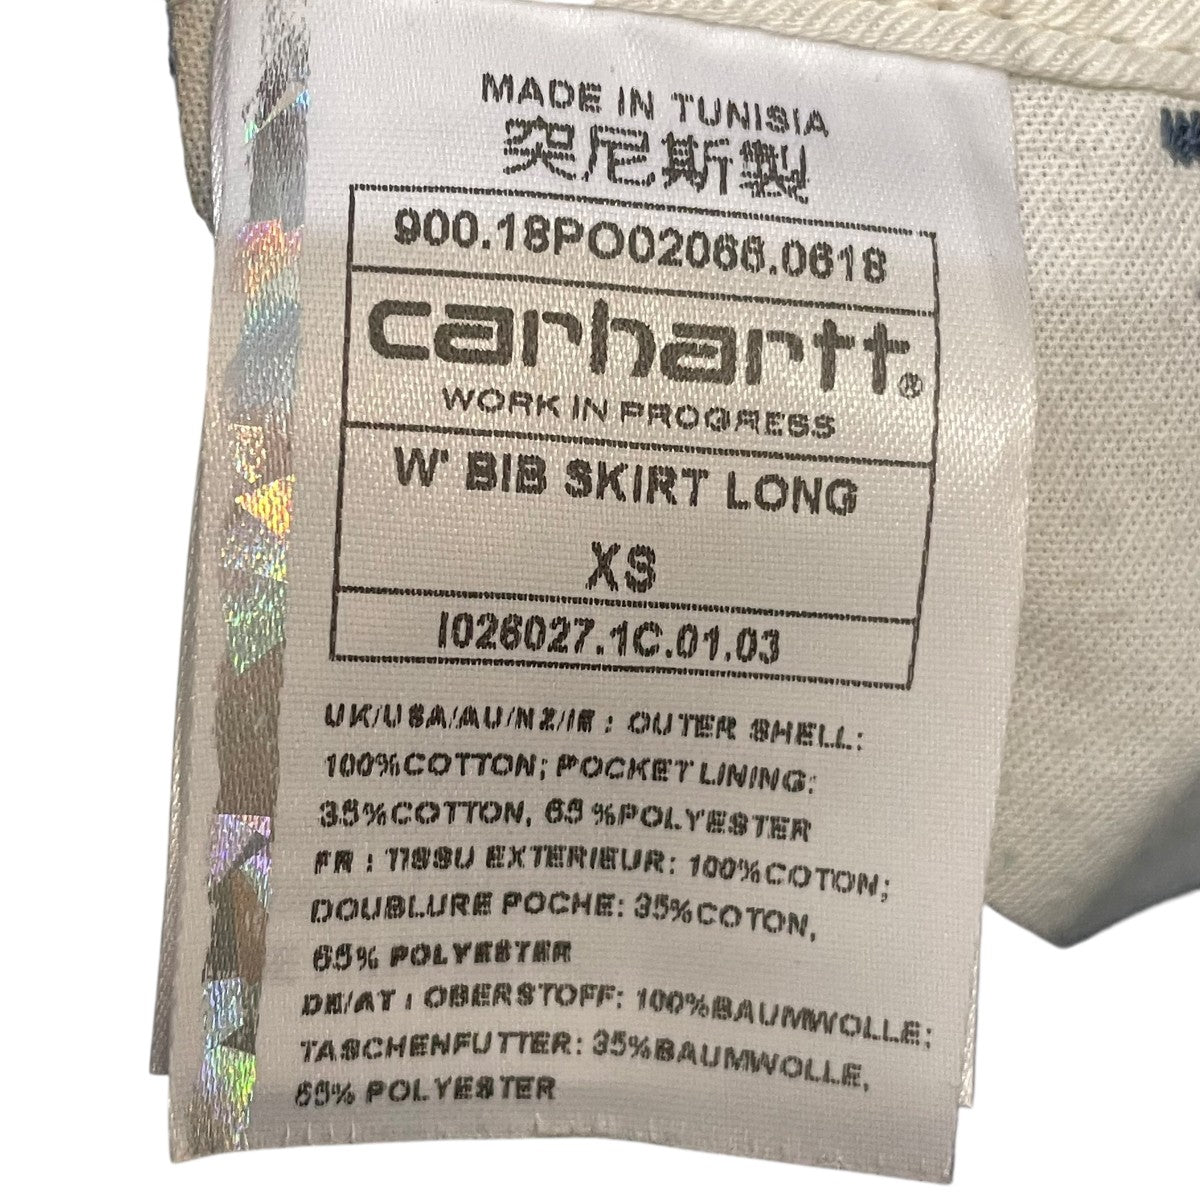 MADE IN TUNISIA
突尼斯製
900.18PO02066.0618
carhartt®
WORK IN PROGRESS
W' BIB SKIRT LONG
XS
I026027.1C.01.03
UK/USA/AU/NZ/IE : OUTER SHELL:
100%COTTON; POCKET LINING:
35%COTTON, 65 %POLYESTER
FR : TISSU EXTERIEUR: 100%COTON;
DOUBLURE POCHE: 35%COTON,
65% POLYESTER
DE/AT : OBERSTOFF: 100%BAUMWOLLE;
TASCHENFUTTER: 35%BAUMWOLLE,
65% POLYESTER